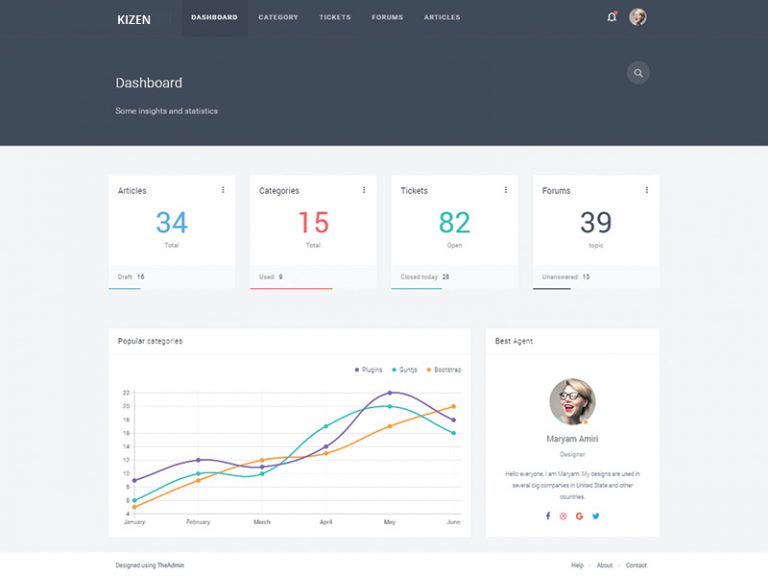 KIZEN
DASHBOARD CATEGORY TICKETS FORUMS ARTICLES
Dashboard
Some insights and statistics
Articles
34
Total
Draft: 16
Categories
15
Total
Used: 9
Tickets
82
Open
Closed today: 28
Forums
39
topic
Unanswered: 13
Popular categories
Plugins Guntjs Bootstrap
22
20
18
16
14
12
10
8
6
4
January February March April May June
Best Agent
Maryam Amiri
Designer
Hello everyone, I am Maryam. My designs are used in
several big companies in United State and other
countries.
Designed using TheAdmin
Help - About - Contact